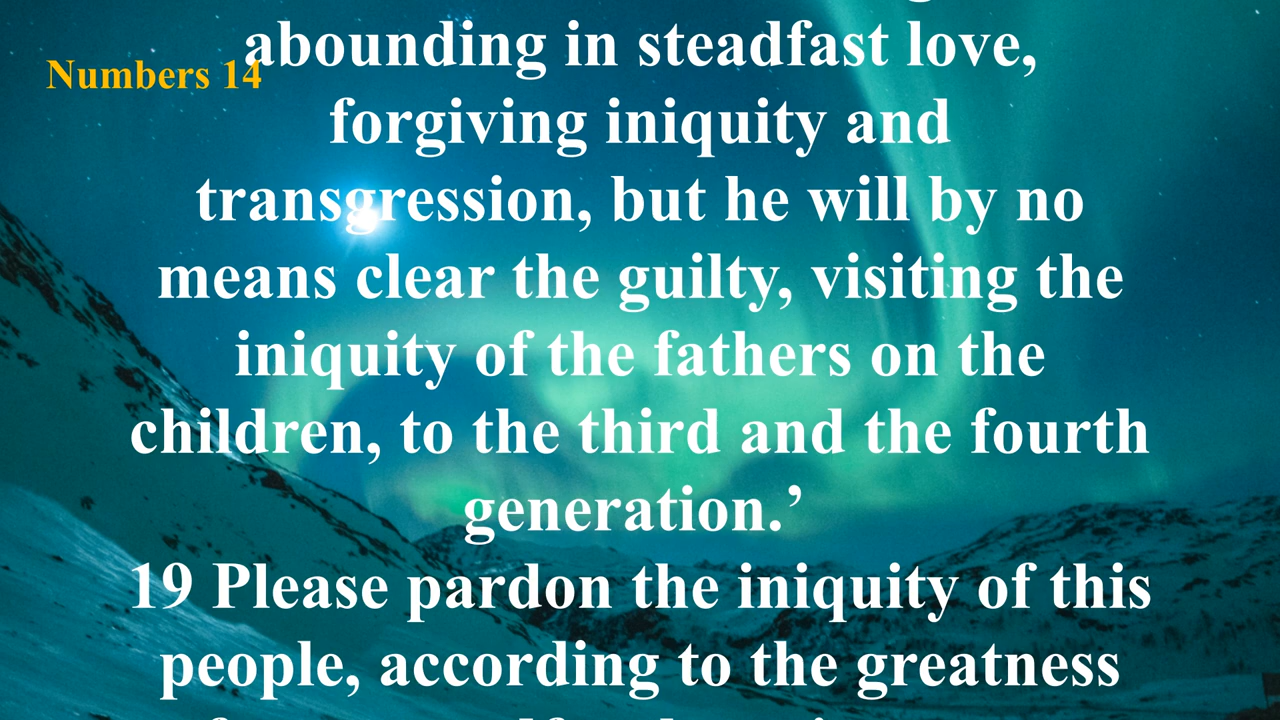 Numbers 14
abounding in steadfast love,
forgiving iniquity and
transgression, but he will by no
means clear the guilty, visiting the
iniquity of the fathers on the
children, to the third and the fourth
generation.’
19 Please pardon the iniquity of this
people, according to the greatness